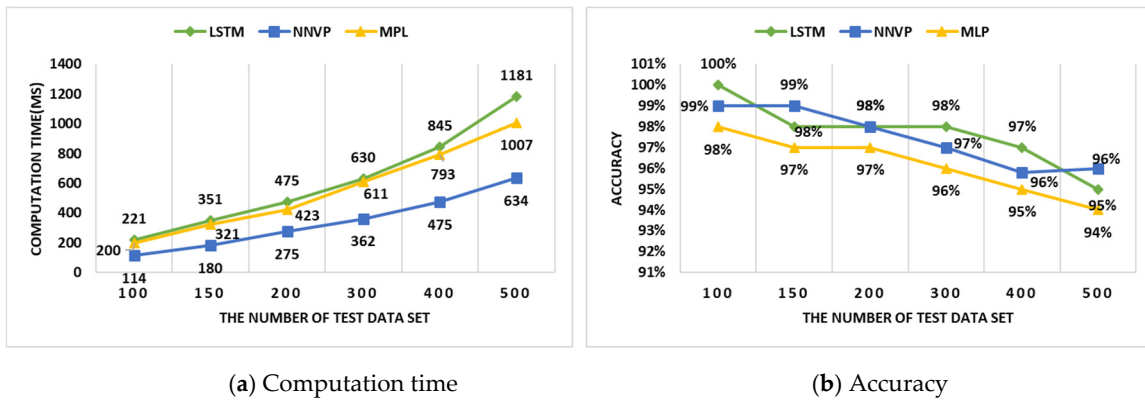 LSTM NNVP MPL
COMPUTATION TIME(MS)
1400
1200
1000
800
600
400
200
0
221 351 475 630 845 1181
200 321 423 611 793 1007
114 180 275 362 475 634
100 150 200 300 400 500
THE NUMBER OF TEST DATA SET
(a) Computation time
LSTM NNVP MLP
ACCURACY
101%
100%
99%
98%
97%
96%
95%
94%
93%
92%
91%
100% 98% 98% 98% 97% 95%
99% 99% 98% 97% 96% 96%
98% 97% 97% 96% 95% 94%
100 150 200 300 400 500
THE NUMBER OF TEST DATA SET
(b) Accuracy